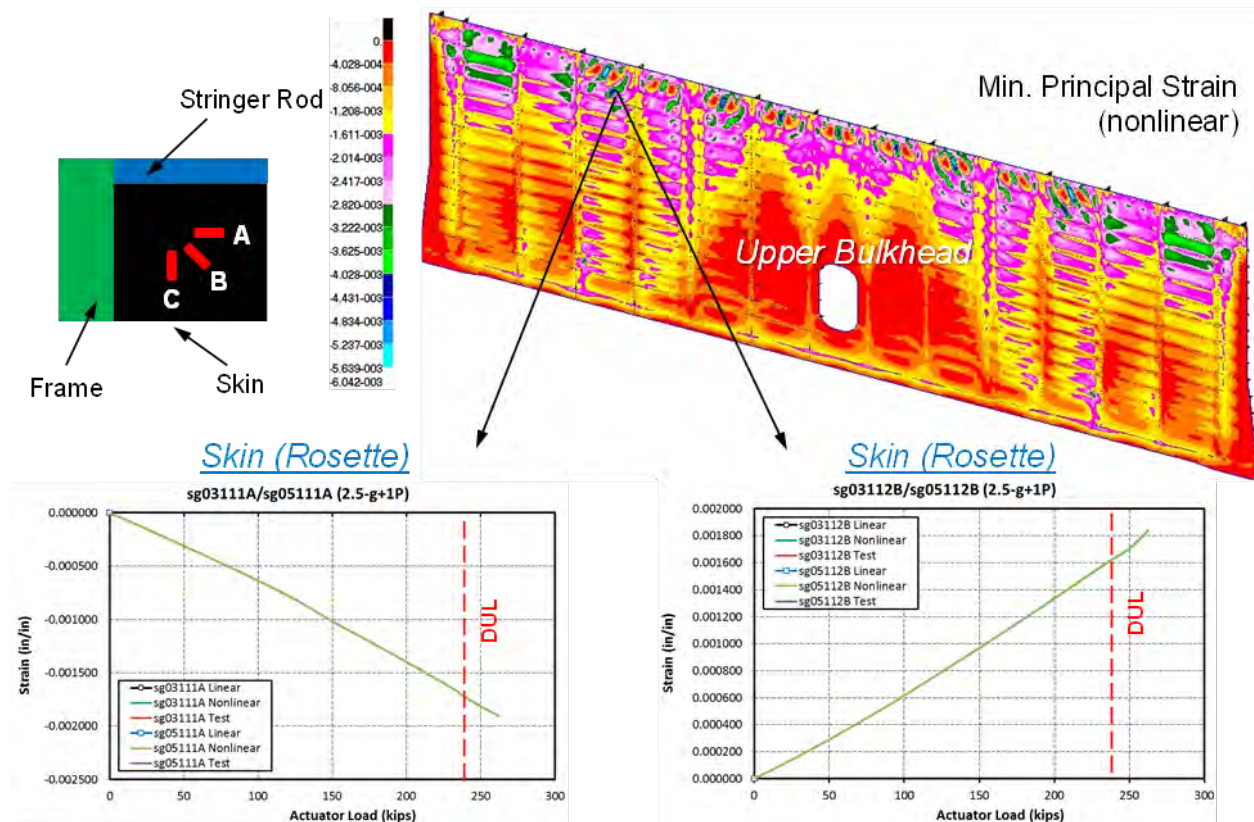 Stringer Rod
A
B
C
Frame
Skin
0.
4.028-004
8.056-004
1.208-003
1.611-003
2.014-003
2.417-003
2.820-003
3.222-003
3.625-003
4.028-003
4.431-003
4.834-003
5.237-003
5.639-003
6.042-003
Min. Principal Strain
(nonlinear)
Upper Bulkhead
Skin (Rosette)
sg03111A/sg05111A (2.5-g+1P)
0.000000
-0.000500
-0.001000
-0.001500
-0.002000
-0.002500
Strain (in/in)
sg03111A Linear
sg03111A Nonlinear
sg03111A Test
sg05111A Linear
sg05111A Nonlinear
sg05111A Test
DUL
0 50 100 150 200 250 300
Actuator Load (kips)
Skin (Rosette)
sg03112B/sg05112B (2.5-g+1P)
0.002000
0.001800
0.001600
0.001400
0.001200
0.001000
0.000800
0.000600
0.000400
0.000200
0.000000
Strain (in/in)
sg03112B Linear
sg03112B Nonlinear
sg03112B Test
sg05112B Linear
sg05112B Nonlinear
sg05112B Test
DUL
0 50 100 150 200 250 300
Actuator Load (kips)